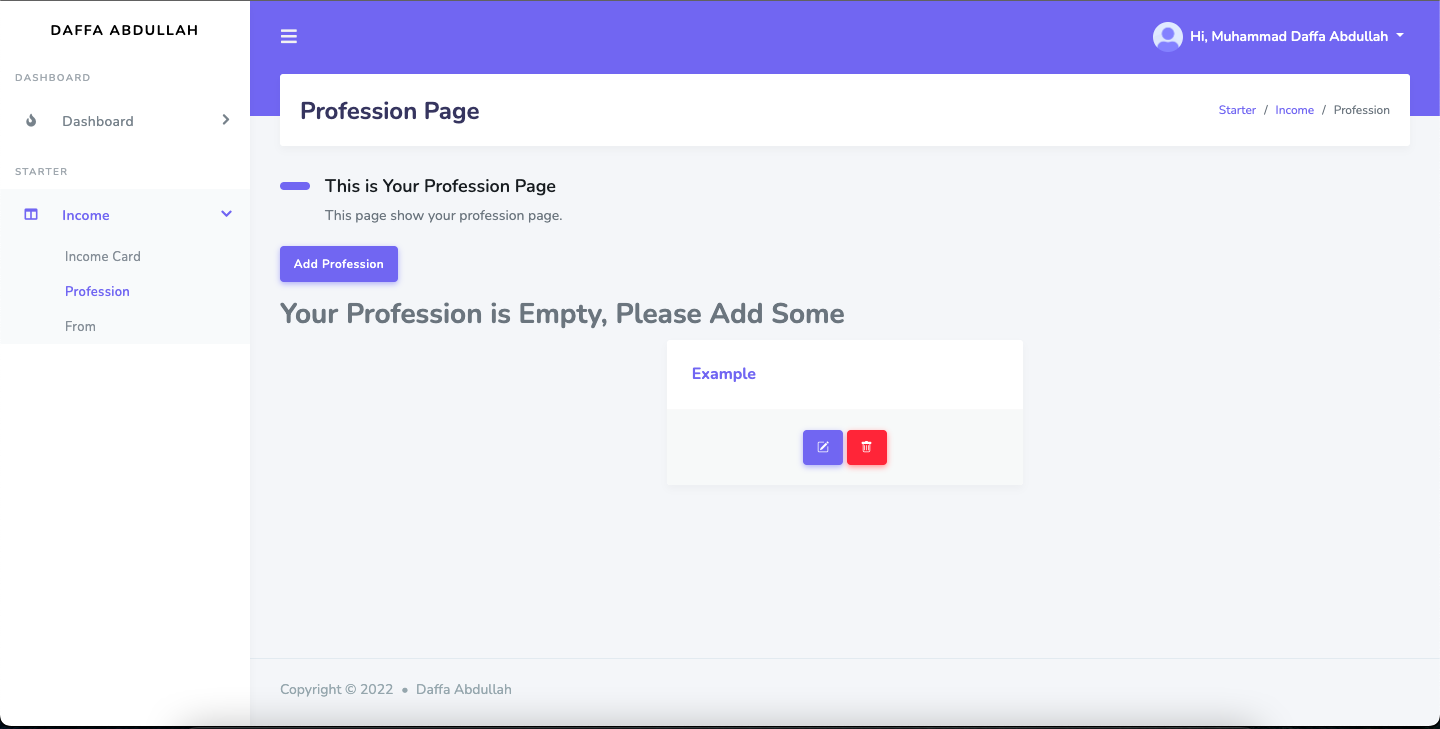 DAFFA ABDULLAH
Hi, Muhammad Daffa Abdullah
DASHBOARD
Dashboard
STARTER
Income
Income Card
Profession
From
Profession Page
Starter / Income / Profession
This is Your Profession Page
This page show your profession page.
Add Profession
Your Profession is Empty, Please Add Some
Example
Copyright © 2022 • Daffa Abdullah